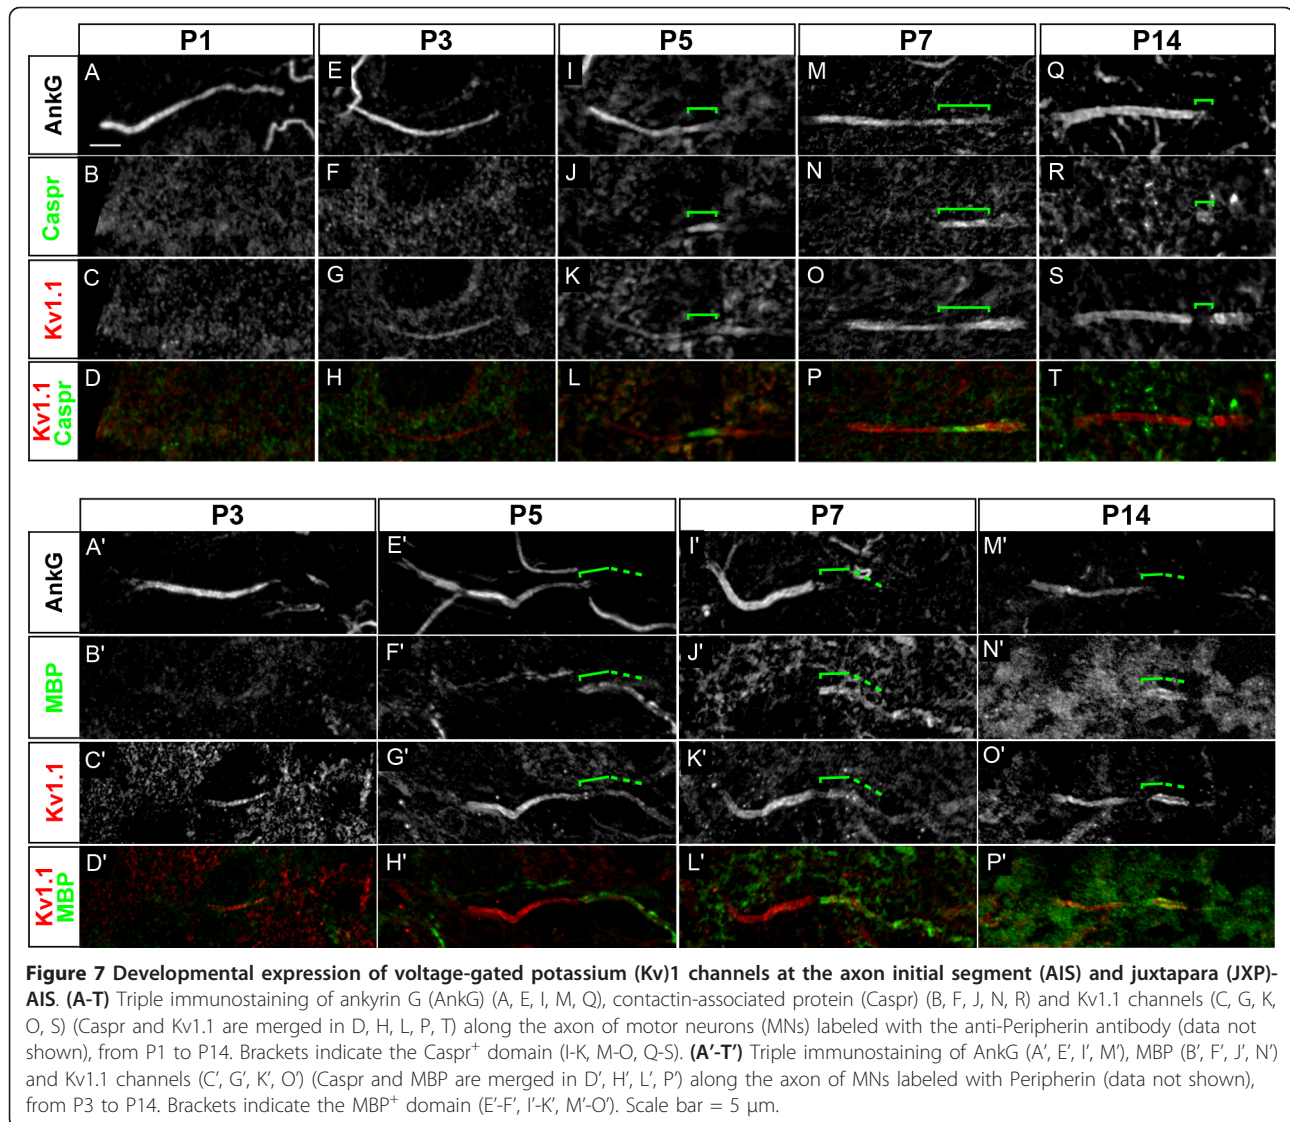 P1 P3 P5 P7 P14
AnkG A E I M Q
Caspr B F J N R
Kv1.1 C G K O S
Kv1.1 Caspr D H L P T
P3 P5 P7 P14
AnkG A' E' I' M'
MBP B' F' J' N'
Kv1.1 C' G' K' O'
Kv1.1 MBP D' H' L' P'
Figure 7 Developmental expression of voltage-gated potassium (Kv)1 channels at the axon initial segment (AIS) and juxtapara (JXP)-
AIS. (A-T) Triple immunostaining of ankyrin G (AnkG) (A, E, I, M, Q), contactin-associated protein (Caspr) (B, F, J, N, R) and Kv1.1 channels (C, G, K,
O, S) (Caspr and Kv1.1 are merged in D, H, L, P, T) along the axon of motor neurons (MNs) labeled with the anti-Peripherin antibody (data not
shown), from P1 to P14. Brackets indicate the Caspr+ domain (I-K, M-O, Q-S). (A′-T′) Triple immunostaining of AnkG (A′, E′, I′, M′), MBP (B′, F′, J′, N′)
and Kv1.1 channels (C′, G′, K′, O′) (Caspr and MBP are merged in D′, H′, L′, P′) along the axon of MNs labeled with Peripherin (data not shown),
from P3 to P14. Brackets indicate the MBP+ domain (E′-F′, I′-K′, M′-O′). Scale bar = 5 μm.